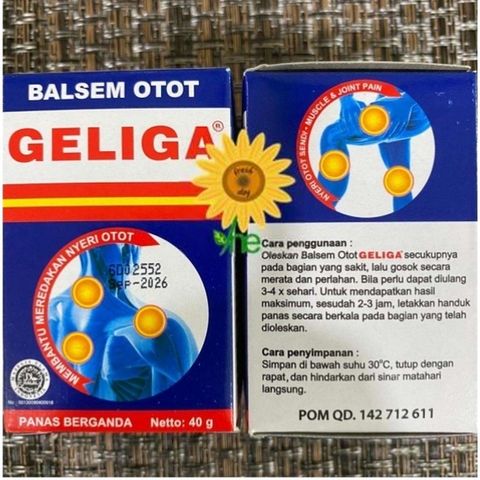 BALSEM OTOT
GELIGA®
MEMBANTU MEREDAKAN NYERI OTOT
6D02552
Sep-2026
PANAS BERGANDA Netto: 40 g
fresh
day
he
NYERI OTOT SENDI - MUSCLE & JOINT PAIN
Cara penggunaan :
Oleskan Balsem Otot GELIGA® secukupnya
pada bagian yang sakit, lalu gosok secara
merata dan perlahan. Bila perlu dapat diulang
3-4 x sehari. Untuk mendapatkan hasil
maksimum, sesudah 2-3 jam, letakkan handuk
panas secara berkala pada bagian yang telah
dioleskan.
Cara penyimpanan :
Simpan di bawah suhu 30°C, tutup dengan
rapat, dan hindarkan dari sinar matahari
langsung.
POM QD. 142 712 611